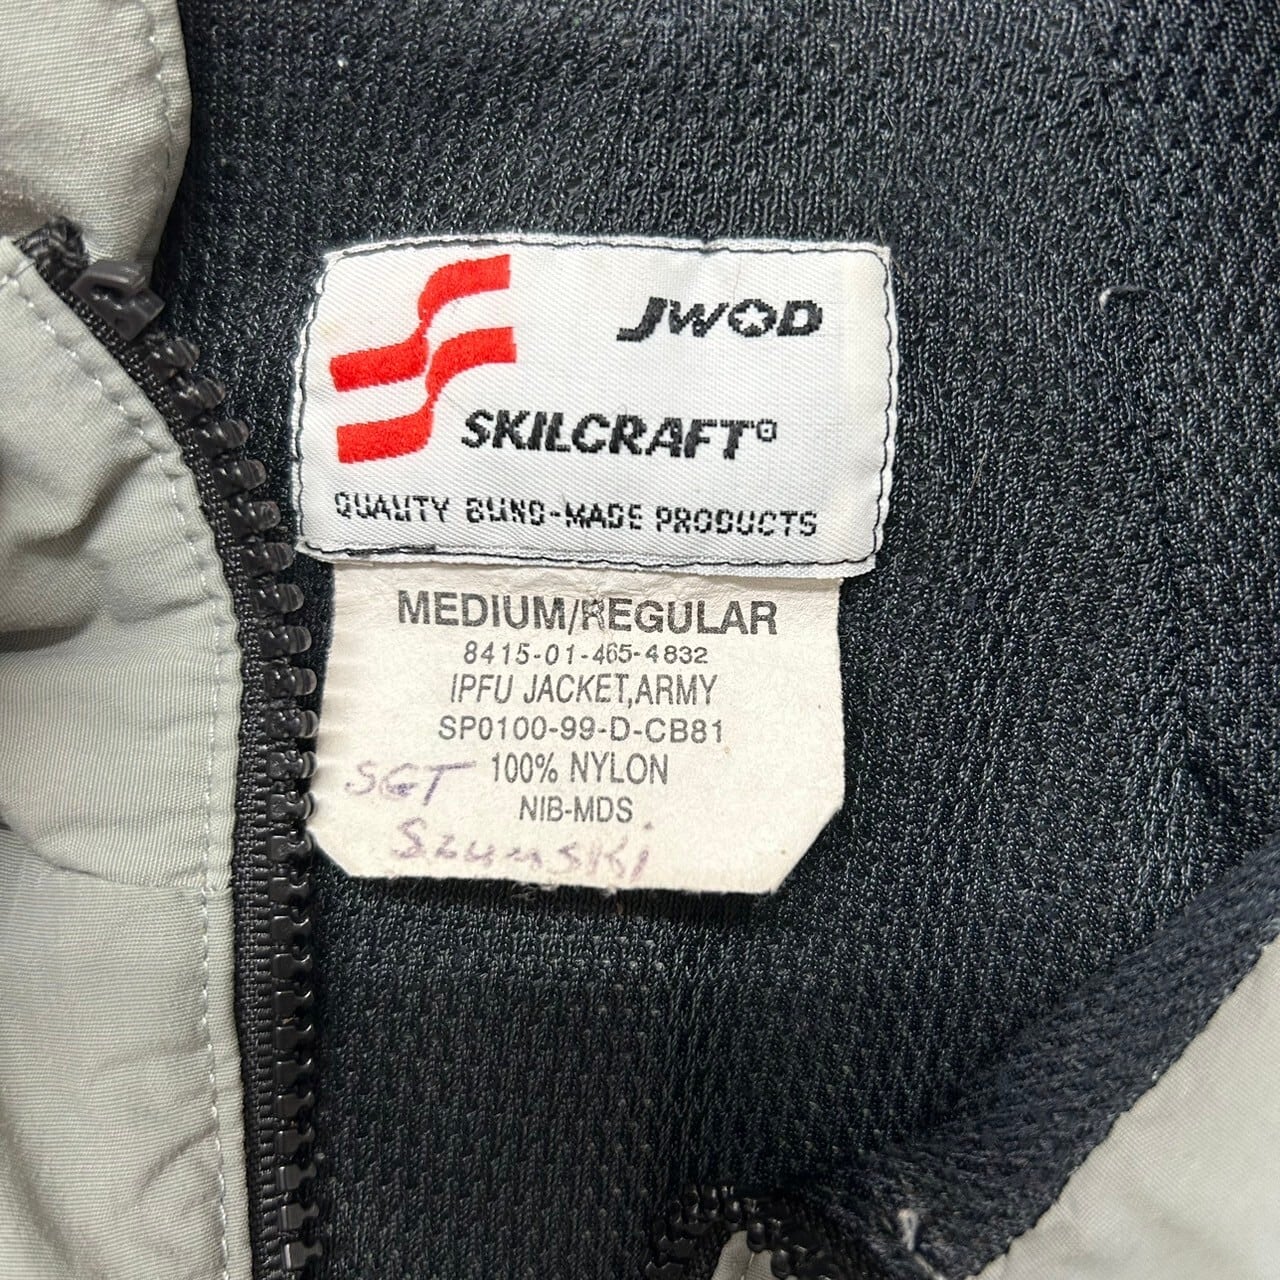 JWOD
SKILCRAFT®
QUALITY BLIND-MADE PRODUCTS
MEDIUM/REGULAR
8415-01-465-4832
IPFU JACKET,ARMY
SP0100-99-D-CB81
SGT 100% NYLON
NIB-MDS
Szumski